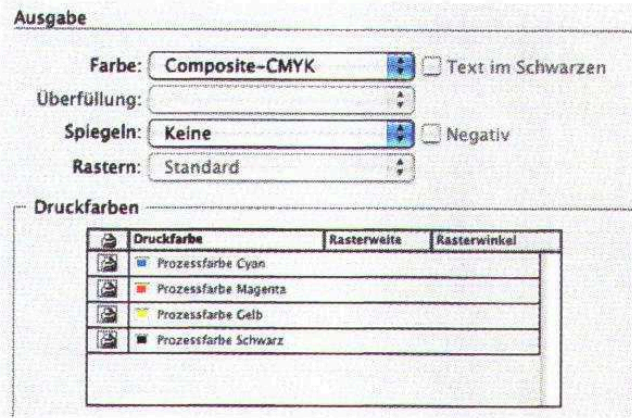 Ausgabe
Farbe: Composite-CMYK Text im Schwarzen
Überfüllung:
Spiegeln: Keine Negativ
Rastern: Standard
Druckfarben
Druckfarbe Rasterweite Rasterwinkel
Prozessfarbe Cyan
Prozessfarbe Magenta
Prozessfarbe Gelb
Prozessfarbe Schwarz